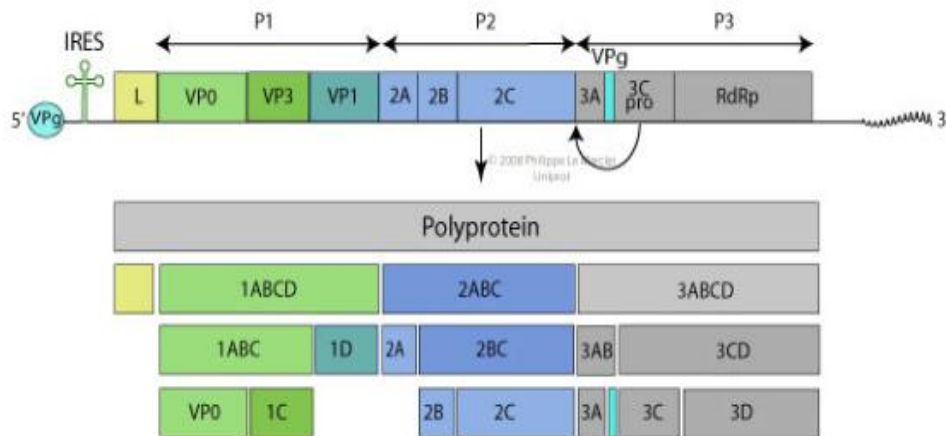 P1 P2 P3
IRES
VPg
L VP0 VP3 VP1 2A 2B 2C 3A 3C pro RdRp
5' VPg 3
© 2008 Philippe Le Mercier
Uniprot
Polyprotein
1ABCD 2ABC 3ABCD
1ABC 1D 2A 2BC 3AB 3CD
VP0 1C 2B 2C 3A 3C 3D